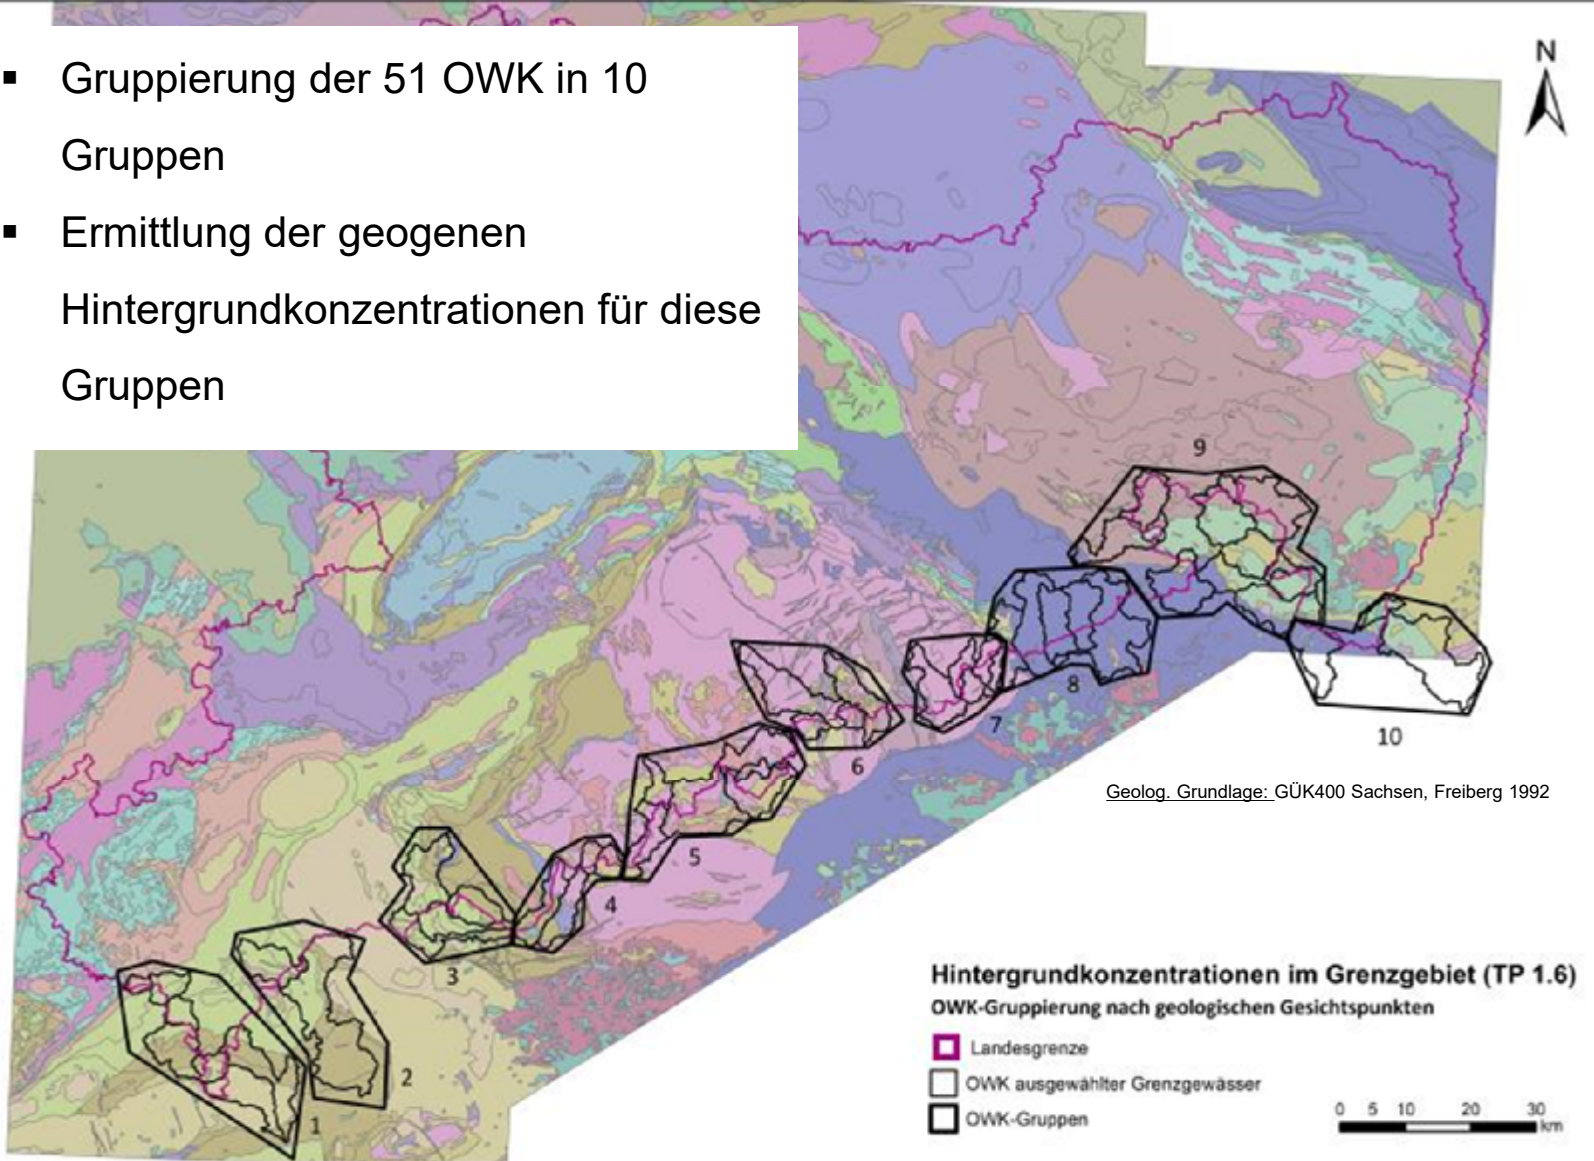 ▪ Gruppierung der 51 OWK in 10
Gruppen
▪ Ermittlung der geogenen
Hintergrundkonzentrationen für diese
Gruppen
N
9
8
7
10
6
Geolog. Grundlage: GÜK400 Sachsen, Freiberg 1992
5
4
3
2
1
Hintergrundkonzentrationen im Grenzgebiet (TP 1.6)
OWK-Gruppierung nach geologischen Gesichtspunkten
Landesgrenze
OWK ausgewählter Grenzgewässer
OWK-Gruppen
0 5 10 20 30
km